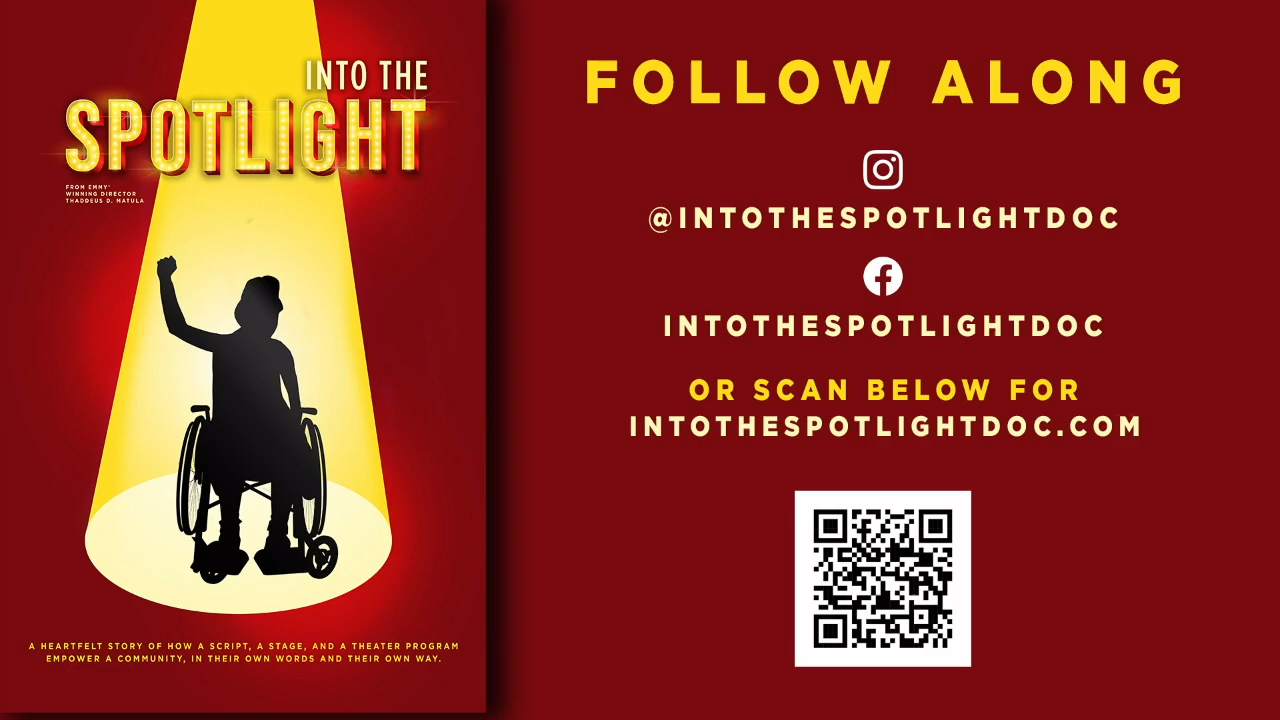 INTO THE
SPOTLIGHT
FROM EMMY®
WINNING DIRECTOR
THADDEUS D. MATULA
A HEARTFELT STORY OF HOW A SCRIPT, A STAGE, AND A THEATER PROGRAM
EMPOWER A COMMUNITY, IN THEIR OWN WORDS AND THEIR OWN WAY.
FOLLOW ALONG
@INTOTHESPOTLIGHTDOC
INTOTHESPOTLIGHTDOC
OR SCAN BELOW FOR
INTOTHESPOTLIGHTDOC.COM